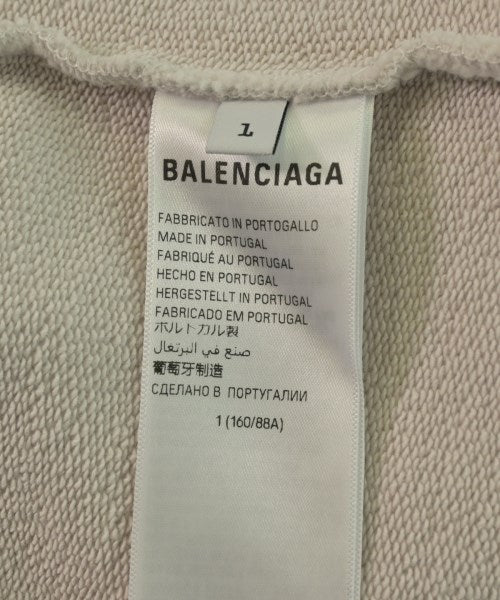 1
BALENCIAGA
FABBRICATO IN PORTOGALLO
MADE IN PORTUGAL
FABRIQUÉ AU PORTUGAL
HECHO EN PORTUGAL
HERGESTELLT IN PORTUGAL
FABRICADO EM PORTUGAL
ポルトガル製
صنع في البرتغال
葡萄牙制造
СДЕЛАНО В ПОРТУГАЛИИ
1 (160/88A)